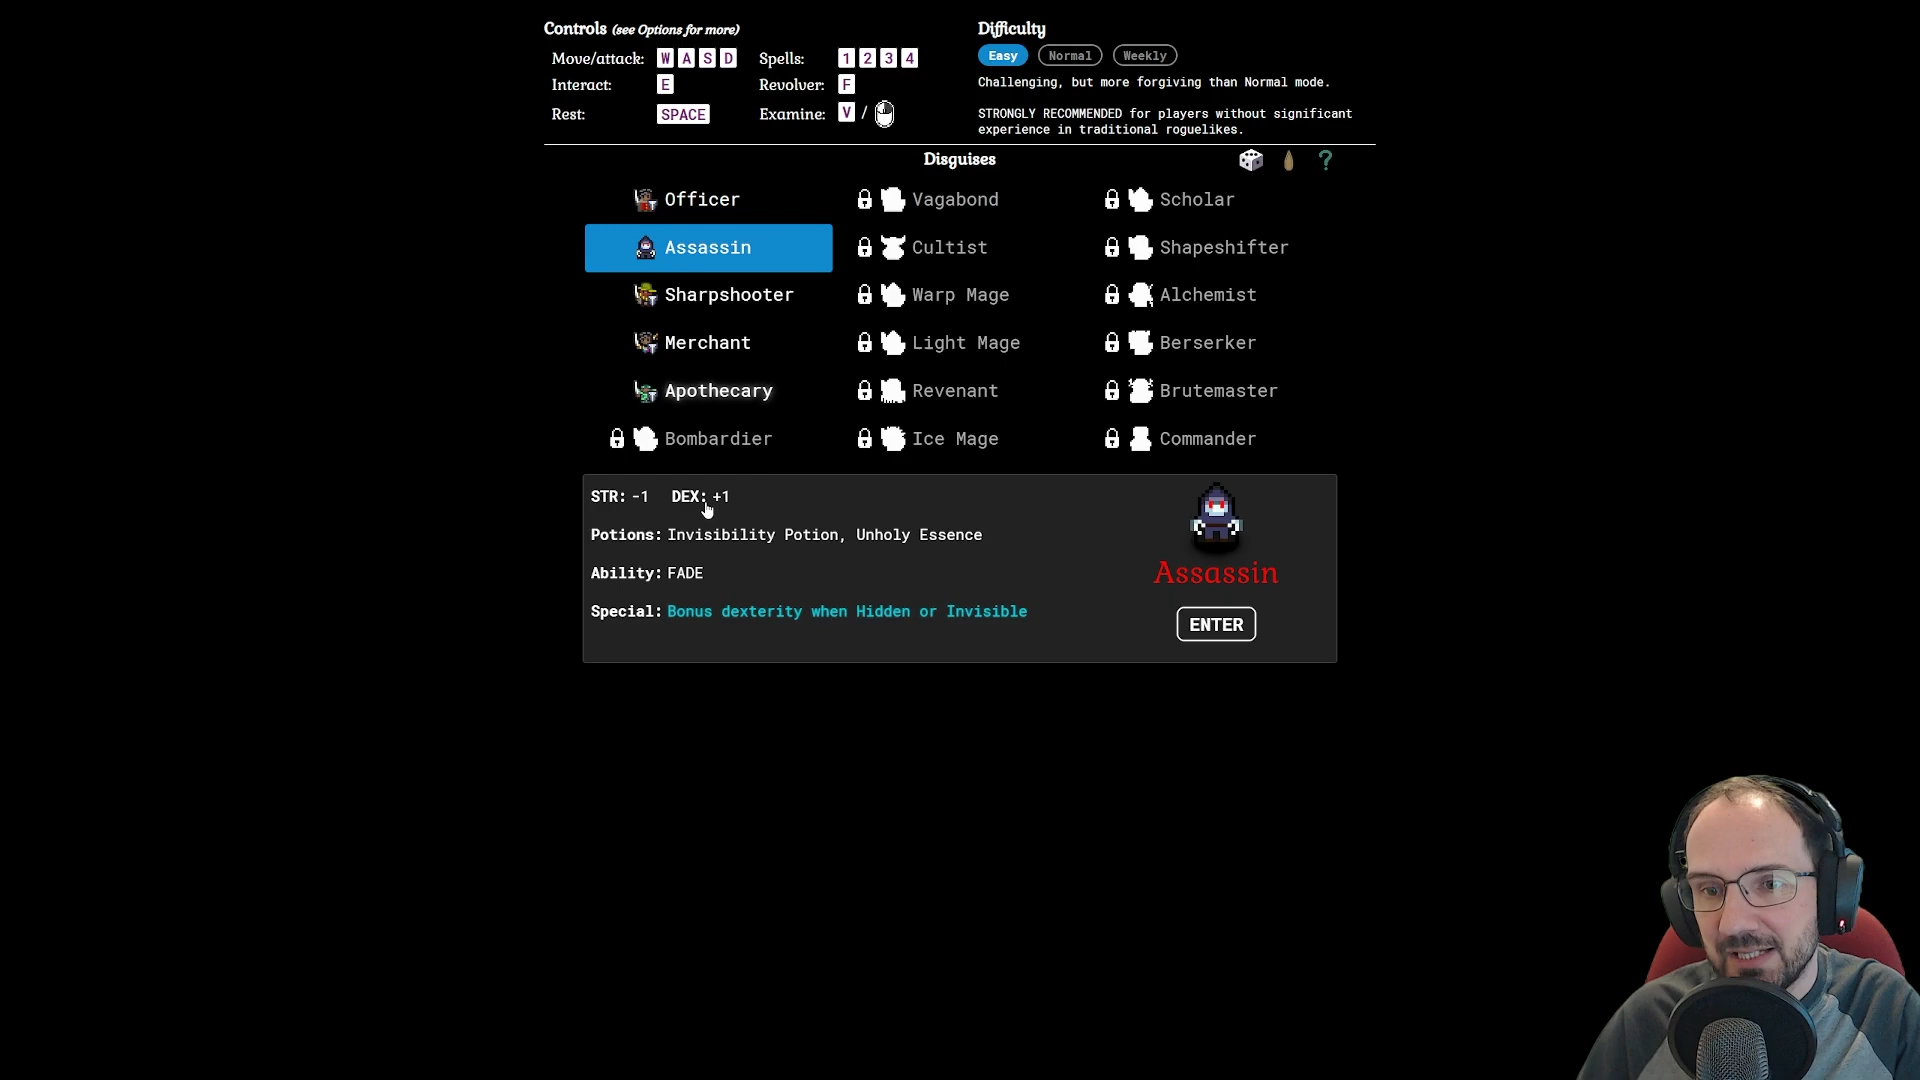 Controls (see Options for more)
Move/attack: W A S D Spells: 1 2 3 4
Interact: E Revolver: F
Rest: SPACE Examine: V /
Difficulty
Easy Normal Weekly
Challenging, but more forgiving than Normal mode.
STRONGLY RECOMMENDED for players without significant
experience in traditional roguelikes.
Disguises ?
Officer Vagabond Scholar
Assassin Cultist Shapeshifter
Sharpshooter Warp Mage Alchemist
Merchant Light Mage Berserker
Apothecary Revenant Brutemaster
Bombardier Ice Mage Commander
STR: -1 DEX: +1
Potions: Invisibility Potion, Unholy Essence
Ability: FADE
Special: Bonus dexterity when Hidden or Invisible
Assassin
ENTER